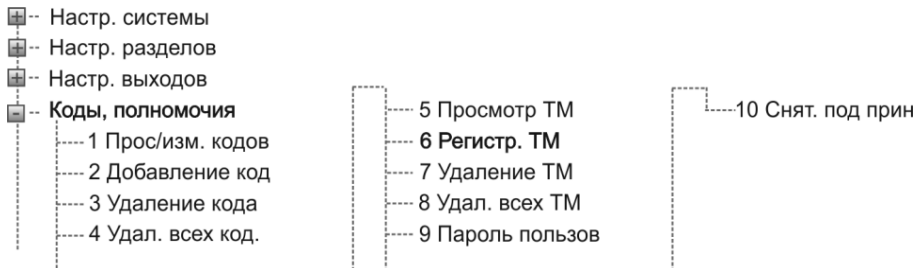 Настр. системы
Настр. разделов
Настр. выходов
Коды, полномочия
1 Прос/изм. кодов
2 Добавление код
3 Удаление кода
4 Удал. всех код.
5 Просмотр ТМ
6 Регистр. ТМ
7 Удаление ТМ
8 Удал. всех ТМ
9 Пароль пользов
10 Снят. под прин